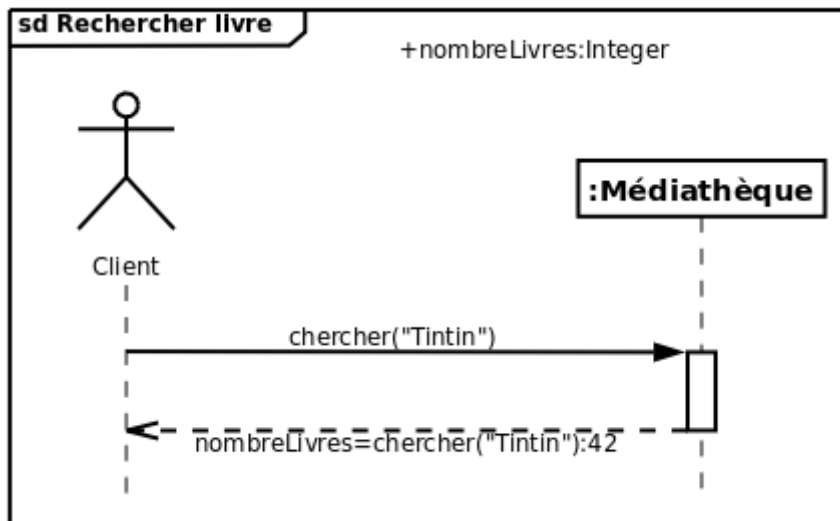 sd Rechercher livre
+nombreLivres:Integer
:Médiathèque
Client
chercher("Tintin")
nombreLivres=chercher("Tintin"):42